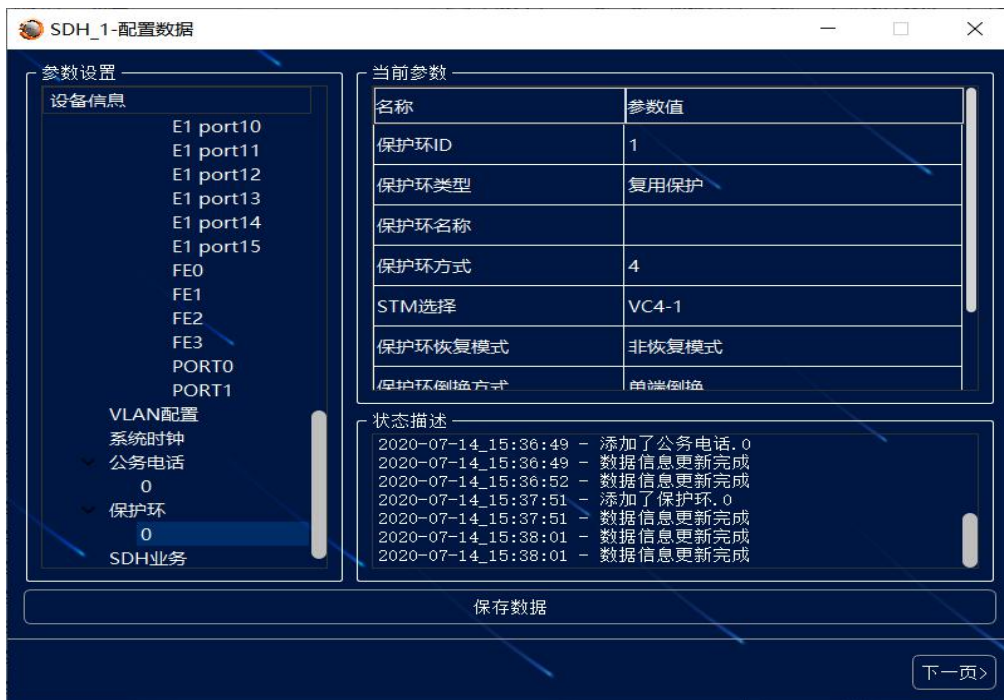 SDH_1-配置数据
参数设置
设备信息
E1 port10
E1 port11
E1 port12
E1 port13
E1 port14
E1 port15
FE0
FE1
FE2
FE3
PORT0
PORT1
VLAN配置
系统时钟
公务电话
0
保护环
0
SDH业务
当前参数
名称 参数值
保护环ID 1
保护环类型 复用保护
保护环名称
保护环方式 4
STM选择 VC4-1
保护环恢复模式 非恢复模式
保护环倒换方式 单端倒换
状态描述
2020-07-14_15:36:49 - 添加了公务电话.0
2020-07-14_15:36:49 - 数据信息更新完成
2020-07-14_15:36:52 - 数据信息更新完成
2020-07-14_15:37:51 - 添加了保护环.0
2020-07-14_15:37:51 - 数据信息更新完成
2020-07-14_15:38:01 - 数据信息更新完成
2020-07-14_15:38:01 - 数据信息更新完成
保存数据
下一页>